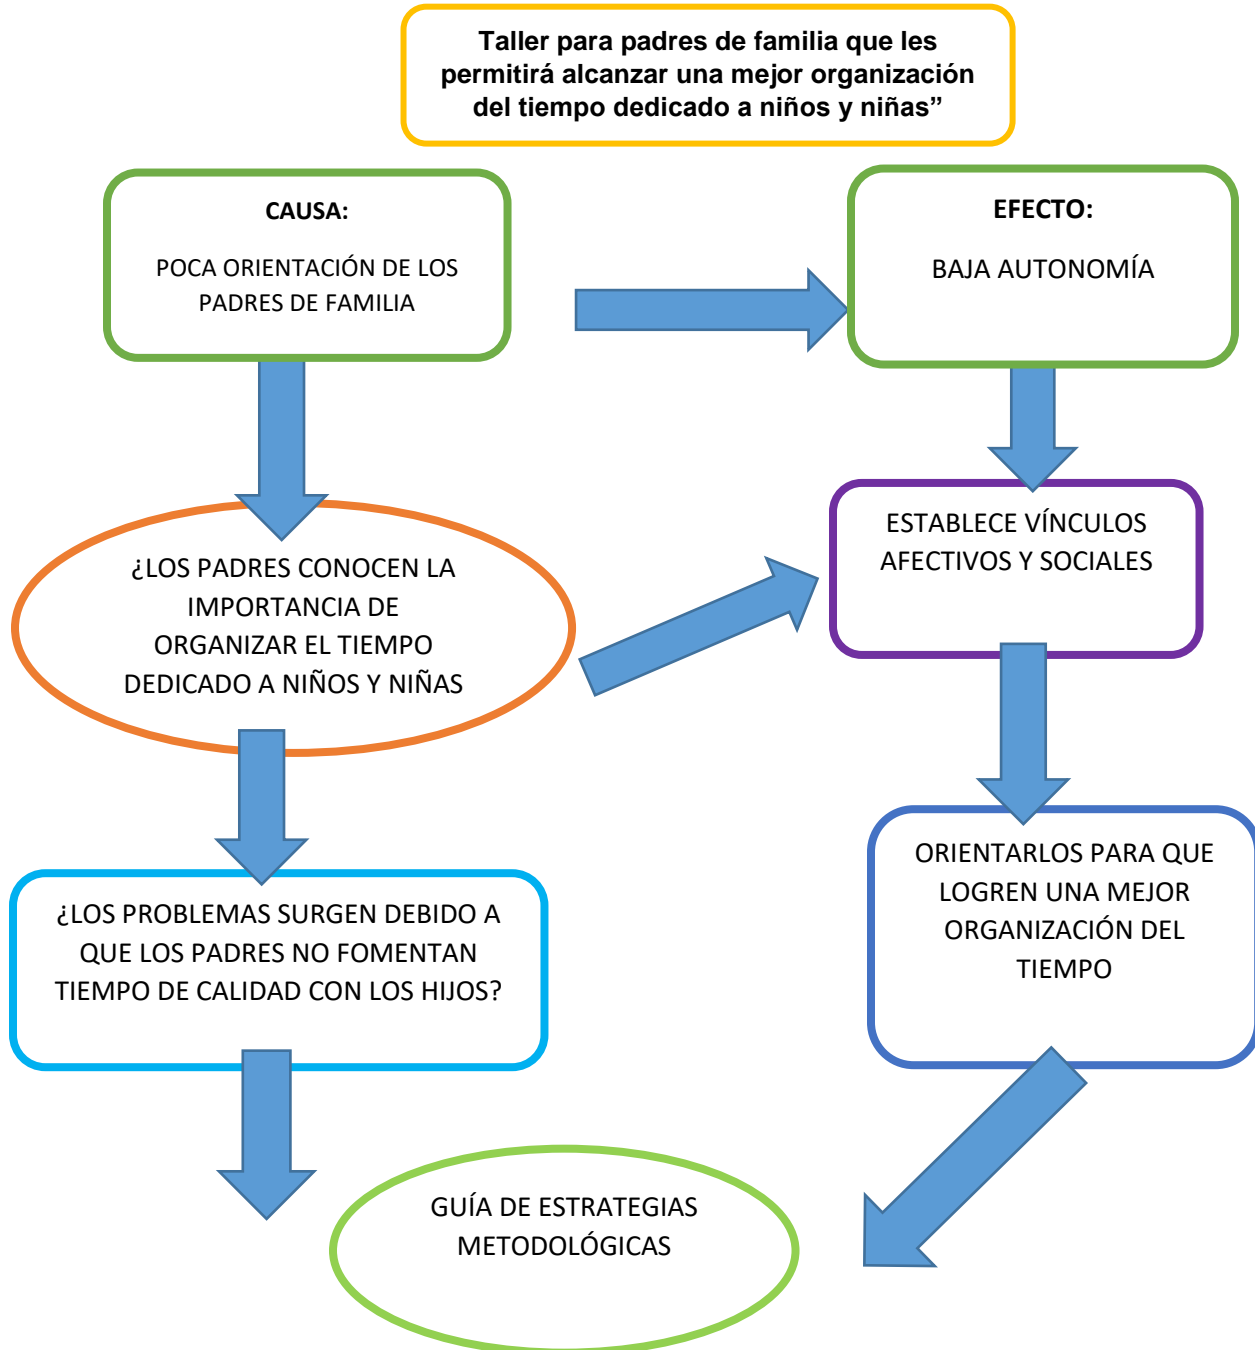 Taller para padres de familia que les
permitirá alcanzar una mejor organización
del tiempo dedicado a niños y niñas”
CAUSA:
POCA ORIENTACIÓN DE LOS
PADRES DE FAMILIA
EFECTO:
BAJA AUTONOMÍA
¿LOS PADRES CONOCEN LA
IMPORTANCIA DE
ORGANIZAR EL TIEMPO
DEDICADO A NIÑOS Y NIÑAS
ESTABLECE VÍNCULOS
AFECTIVOS Y SOCIALES
¿LOS PROBLEMAS SURGEN DEBIDO A
QUE LOS PADRES NO FOMENTAN
TIEMPO DE CALIDAD CON LOS HIJOS?
ORIENTARLOS PARA QUE
LOGREN UNA MEJOR
ORGANIZACIÓN DEL
TIEMPO
GUÍA DE ESTRATEGIAS
METODOLÓGICAS